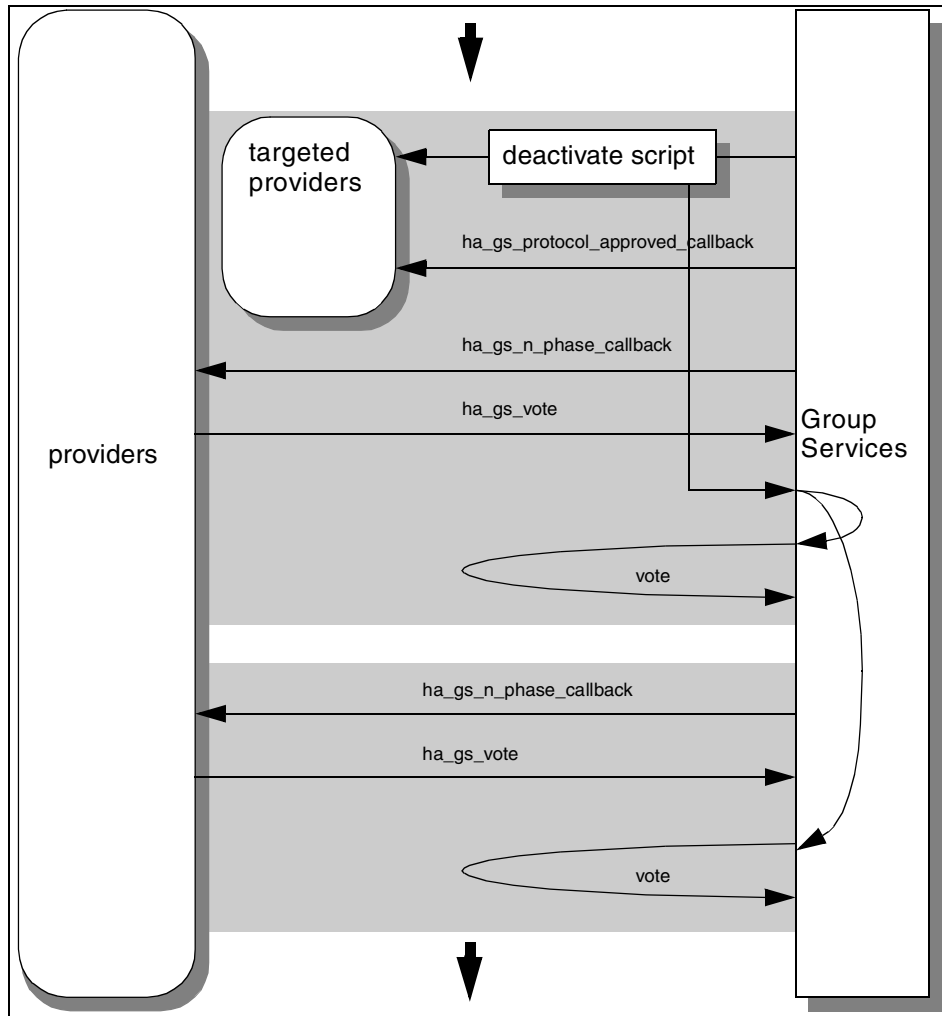 targeted
providers
deactivate script
ha_gs_protocol_approved_callback
ha_gs_n_phase_callback
ha_gs_vote
Group
Services
providers
vote
ha_gs_n_phase_callback
ha_gs_vote
vote